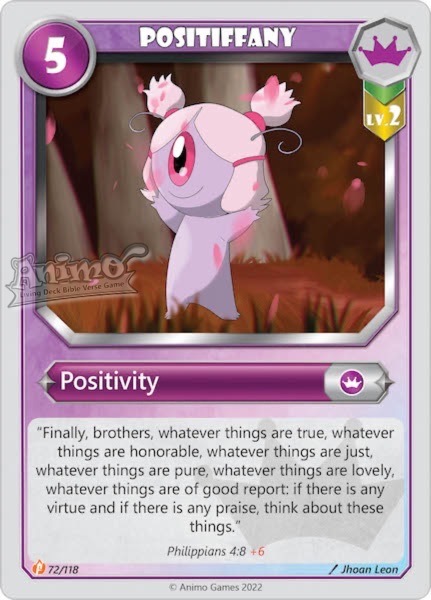 5
POSITIFFANY
LV.2
Animo
Living Deck Bible Verse Game
Positivity
“Finally, brothers, whatever things are true, whatever
things are honorable, whatever things are just,
whatever things are pure, whatever things are lovely,
whatever things are of good report: if there is any
virtue and if there is any praise, think about these
things.”
Philippians 4:8 +6
72/118
Jhoan Leon
© Animo Games 2022